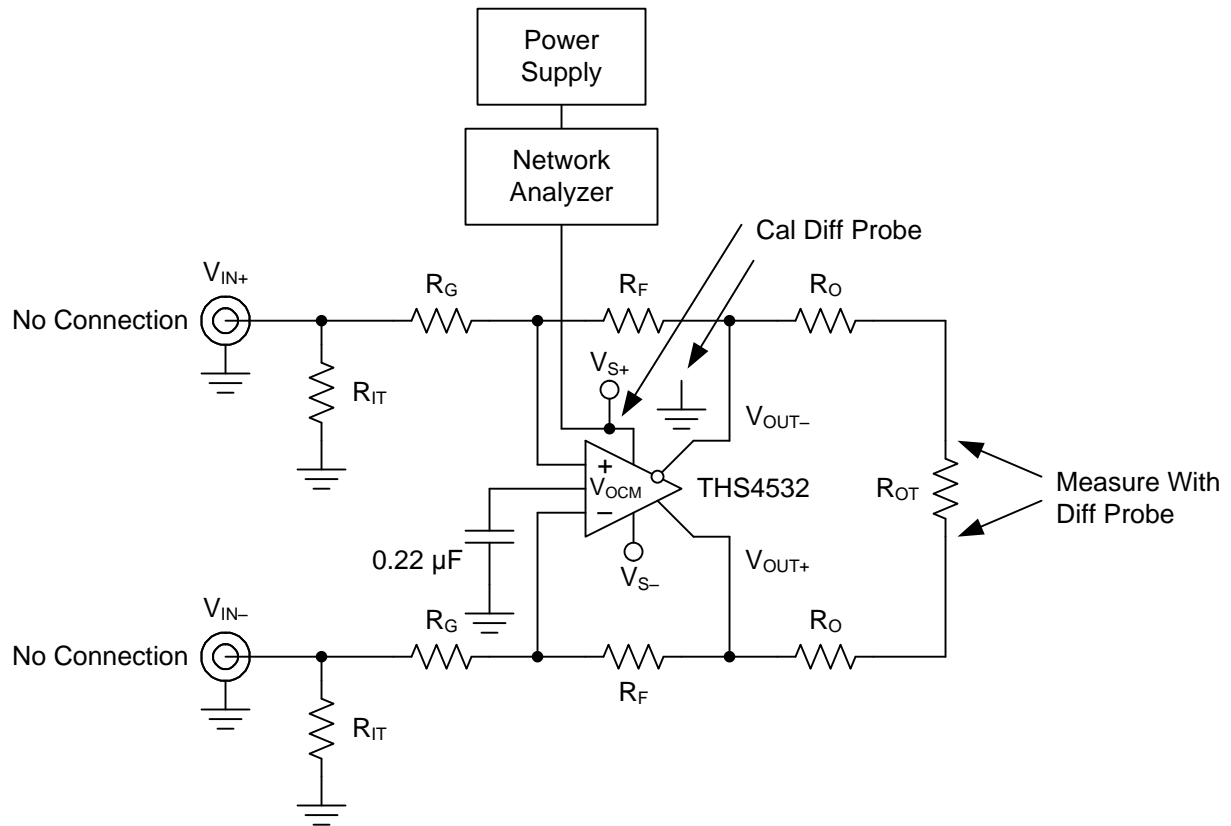 Power
Supply
Network
Analyzer
Cal Diff Probe
V_IN+
R_G
R_F
R_O
No Connection
V_S+
R_IT
V_OUT–
+
V_OCM
THS4532
R_OT
Measure With
Diff Probe
–
0.22 µF
V_S–
V_OUT+
V_IN–
R_G
R_O
No Connection
R_F
R_IT